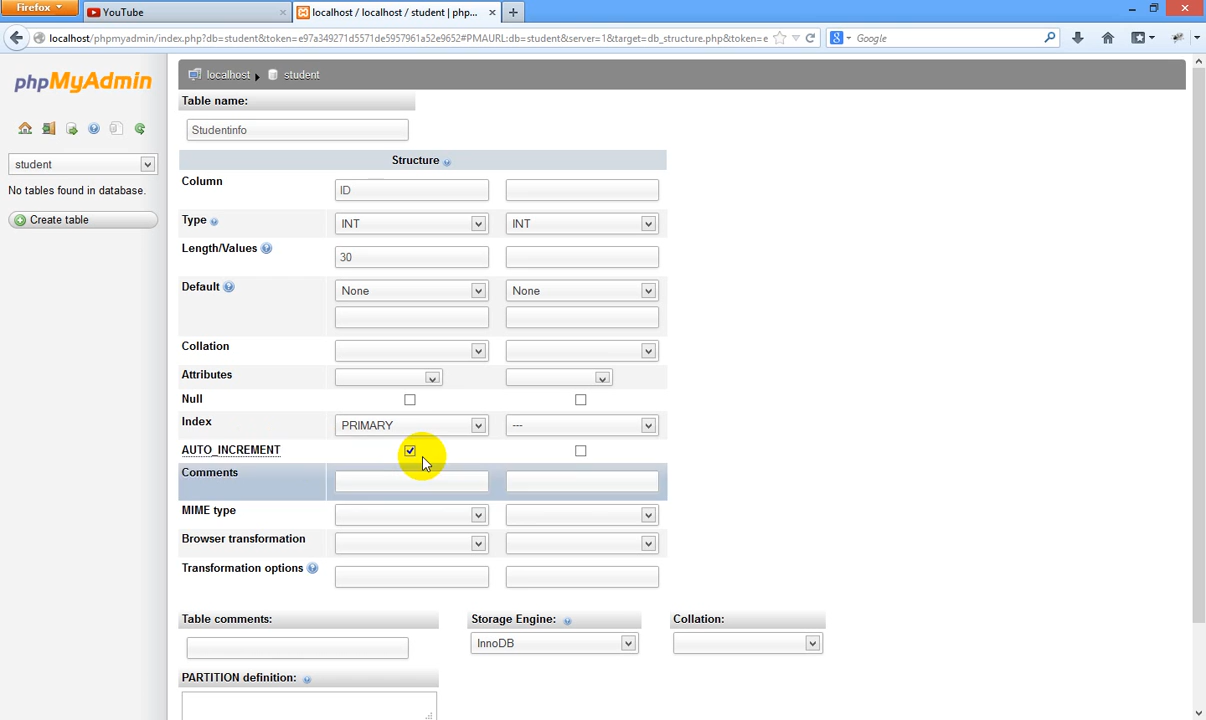 Firefox
YouTube
localhost / localhost / student | php...
localhost/phpmyadmin/index.php?db=student&token=e97a349271d5571de5957961a52e9652#PMAURL:db=student&server=1&target=db_structure.php&token=e
Google
phpMyAdmin
localhost
student
Table name:
Studentinfo
student
Structure
No tables found in database.
Column
ID
Create table
Type
INT
INT
Length/Values
30
Default
None
None
Collation
Attributes
Null
Index
PRIMARY
---
AUTO_INCREMENT
Comments
MIME type
Browser transformation
Transformation options
Table comments:
Storage Engine:
Collation:
InnoDB
PARTITION definition: